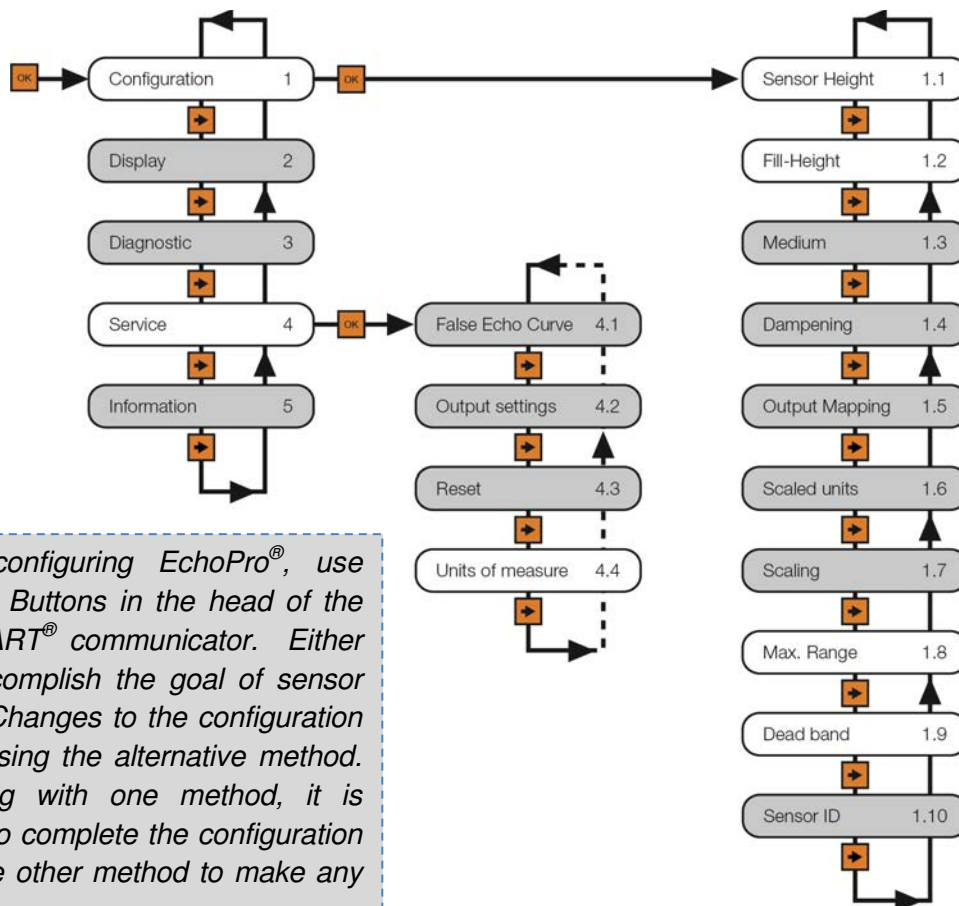 OK
Configuration 1
OK
Display 2
Diagnostic 3
Service 4
OK
Information 5
False Echo Curve 4.1
Output settings 4.2
Reset 4.3
Units of measure 4.4
Sensor Height 1.1
Fill-Height 1.2
Medium 1.3
Dampening 1.4
Output Mapping 1.5
Scaled units 1.6
Scaling 1.7
Max. Range 1.8
Dead band 1.9
Sensor ID 1.10
configuring EchoPro®, use
Buttons in the head of the
ART® communicator. Either
complish the goal of sensor
Changes to the configuration
sing the alternative method.
g with one method, it is
o complete the configuration
e other method to make any